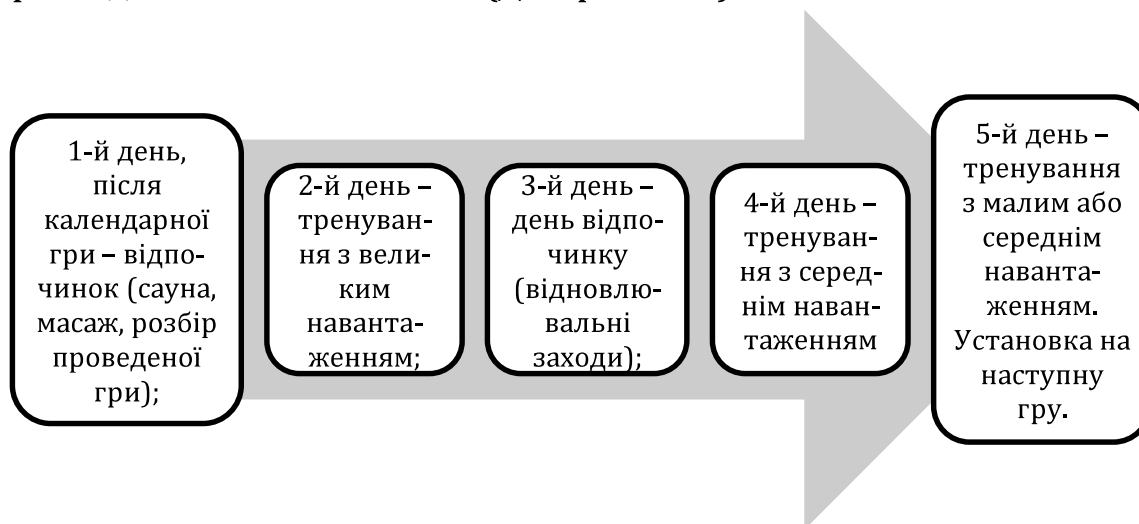 1-й день,
після
календарної
гри – відпо-
чинок (сауна,
масаж, розбір
проведеної
гри);
2-й день –
тренуван-
ня з вели-
ким
наванта-
женням;
3-й день –
день відпо-
чинку
(відновлю-
вальні
заходи);
4-й день –
тренуван-
ня з серед-
нім наван-
таженням
5-й день –
тренування
з малим або
середнім
наванта-
женням.
Установка на
наступну
гру.